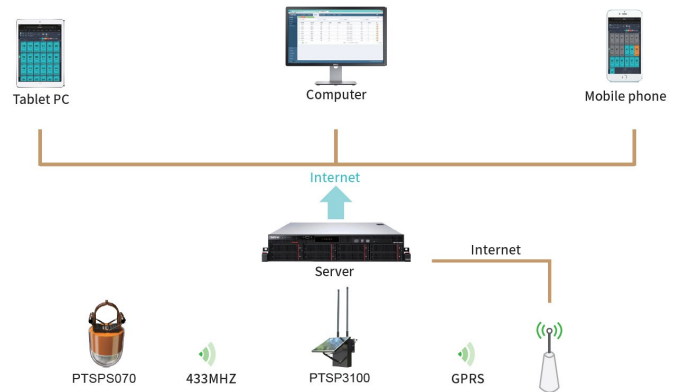 Tablet PC
Computer
Mobile phone
Internet
Internet
Server
PTSPS070
433MHZ
PTSP3100
GPRS